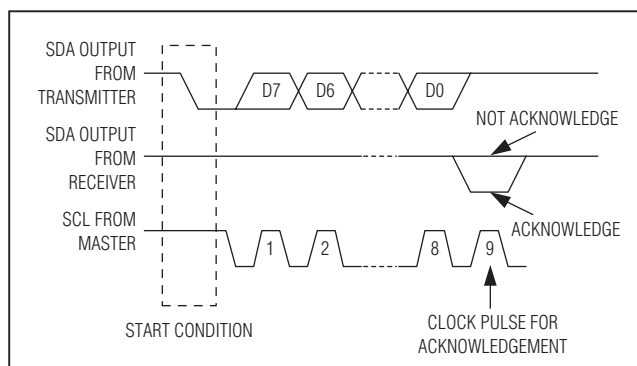 SDA OUTPUT
FROM
TRANSMITTER
D7
D6
D0
SDA OUTPUT
FROM
RECEIVER
NOT ACKNOWLEDGE
ACKNOWLEDGE
SCL FROM
MASTER
1
2
8
9
START CONDITION
CLOCK PULSE FOR
ACKNOWLEDGEMENT